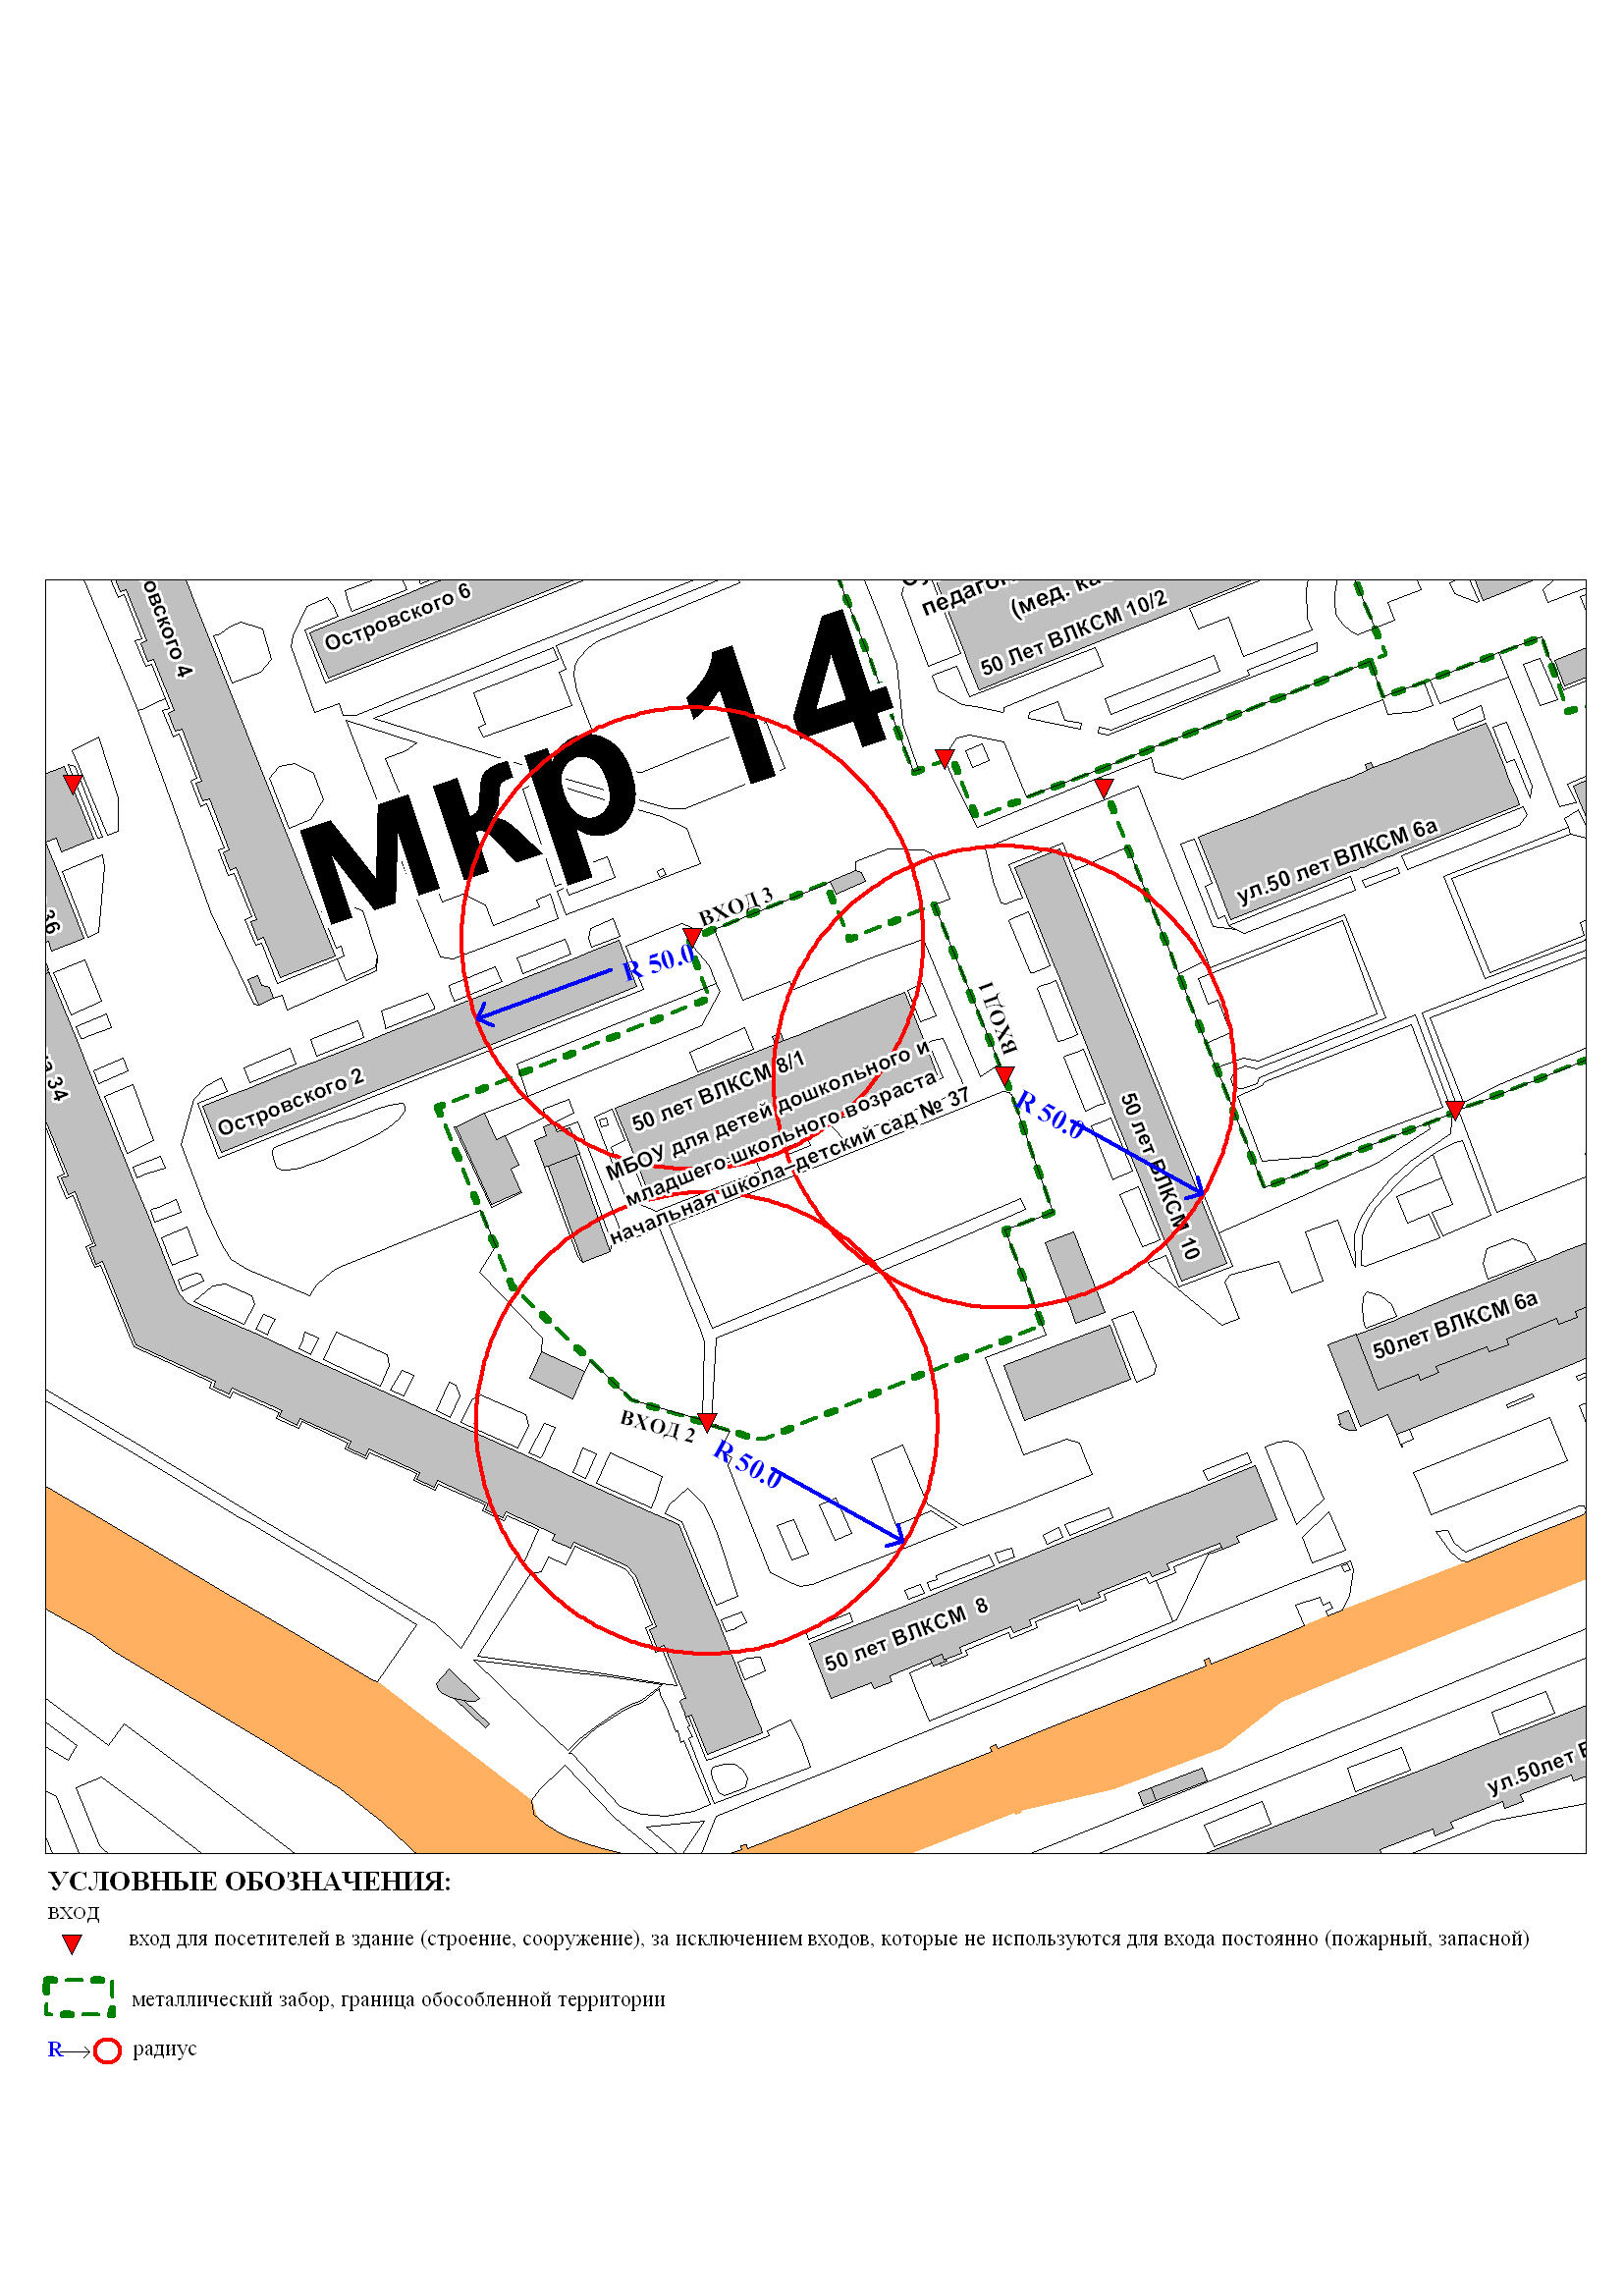 овского 4
Островского 6
педагог
(мед. ка
50 Лет ВЛКСМ 10/2
мкр 14
ул.50 лет ВЛКСМ 6а
36
ВХОД 3
R 50.0
ВХОД 1
Островского 2
34
50 лет ВЛКСМ 8/1
МБОУ для детей дошкольного и
младшего школьного возраста
начальная школа–детский сад № 37
R 50.0
50 лет ВЛКСМ 10
50лет ВЛКСМ 6а
ВХОД 2
R 50.0
50 лет ВЛКСМ 8
ул.50лет В
УСЛОВНЫЕ ОБОЗНАЧЕНИЯ:
ВХОД
вход для посетителей в здание (строение, сооружение), за исключением входов, которые не используются для входа постоянно (пожарный, запасной)
металлический забор, граница обособленной территории
R
радиус